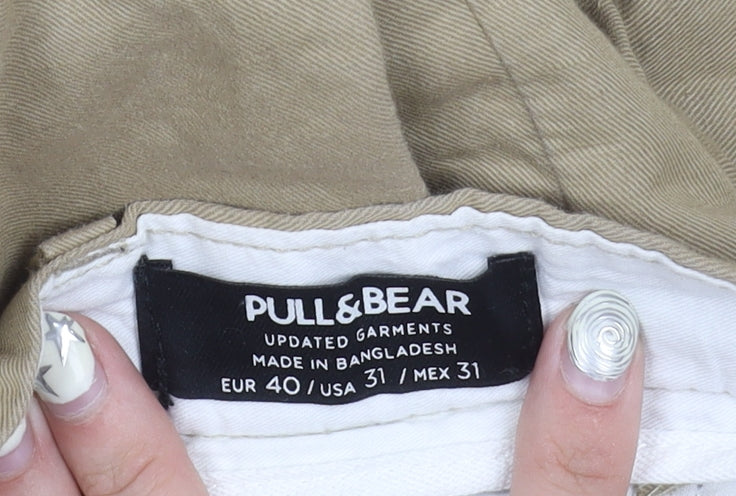 PULL&BEAR
UPDATED GARMENTS
MADE IN BANGLADESH
EUR 40 / USA 31 / MEX 31